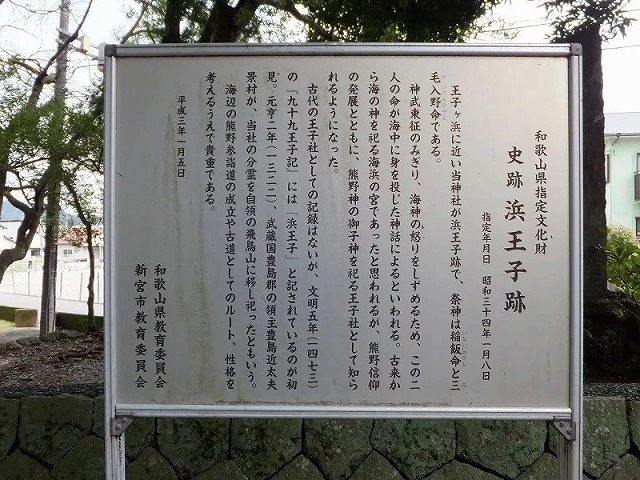 和歌山県指定文化財
史跡 浜王子跡
指定年月日 昭和三十四年一月八日
王子ヶ浜に近い当神社が浜王子跡で、祭神は稲飯命と三
毛入野命である。
神武東征のみぎり、海神の怒りをしずめるため、この二
人の命が海中に身を投じた神話によるといわれる。古来か
ら海の神を祀る海浜の宮であったと思われるが、熊野信仰
の発展とともに、熊野神の御子神を祀る王子社として知ら
れるようになった。
古代の王子社としての記録はないが、文明五年(一四七三)
の「九十九王子記」には「浜王子」と記されているのが初
見。元亨二年(一三二二)、武蔵国豊島郡の領主豊島近太夫
景村が、当社の分霊を自領の飛鳥山に移し祀ったともいう。
海辺の熊野参詣道の成立や古道としてのルート、性格を
考えるうえで貴重である。
平成三年一月五日
和歌山県教育委員会
新宮市教育委員会